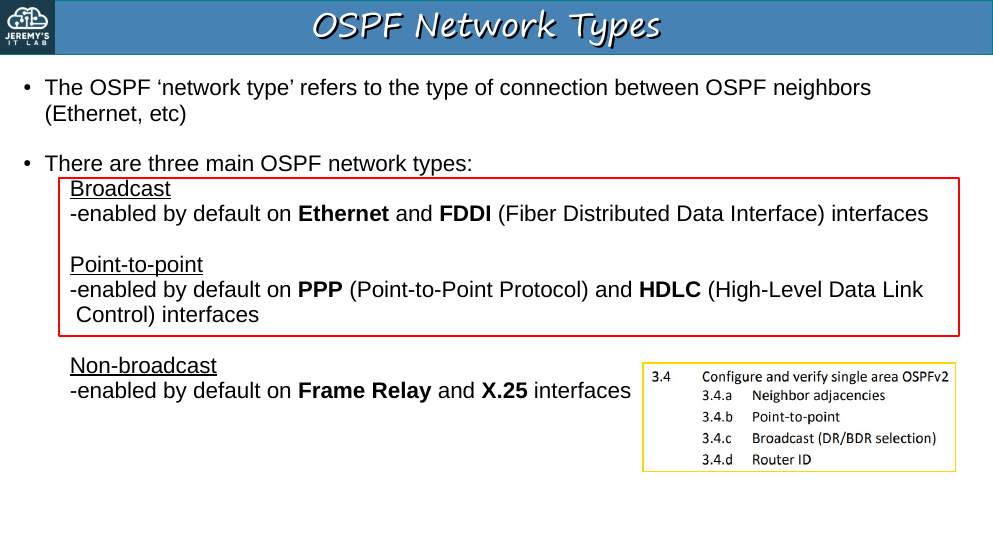 JEREMY'S
IT LAB
OSPF Network Types
• The OSPF ‘network type’ refers to the type of connection between OSPF neighbors
(Ethernet, etc)
• There are three main OSPF network types:
Broadcast
-enabled by default on Ethernet and FDDI (Fiber Distributed Data Interface) interfaces
Point-to-point
-enabled by default on PPP (Point-to-Point Protocol) and HDLC (High-Level Data Link
Control) interfaces
Non-broadcast
-enabled by default on Frame Relay and X.25 interfaces
3.4 Configure and verify single area OSPFv2
3.4.a Neighbor adjacencies
3.4.b Point-to-point
3.4.c Broadcast (DR/BDR selection)
3.4.d Router ID